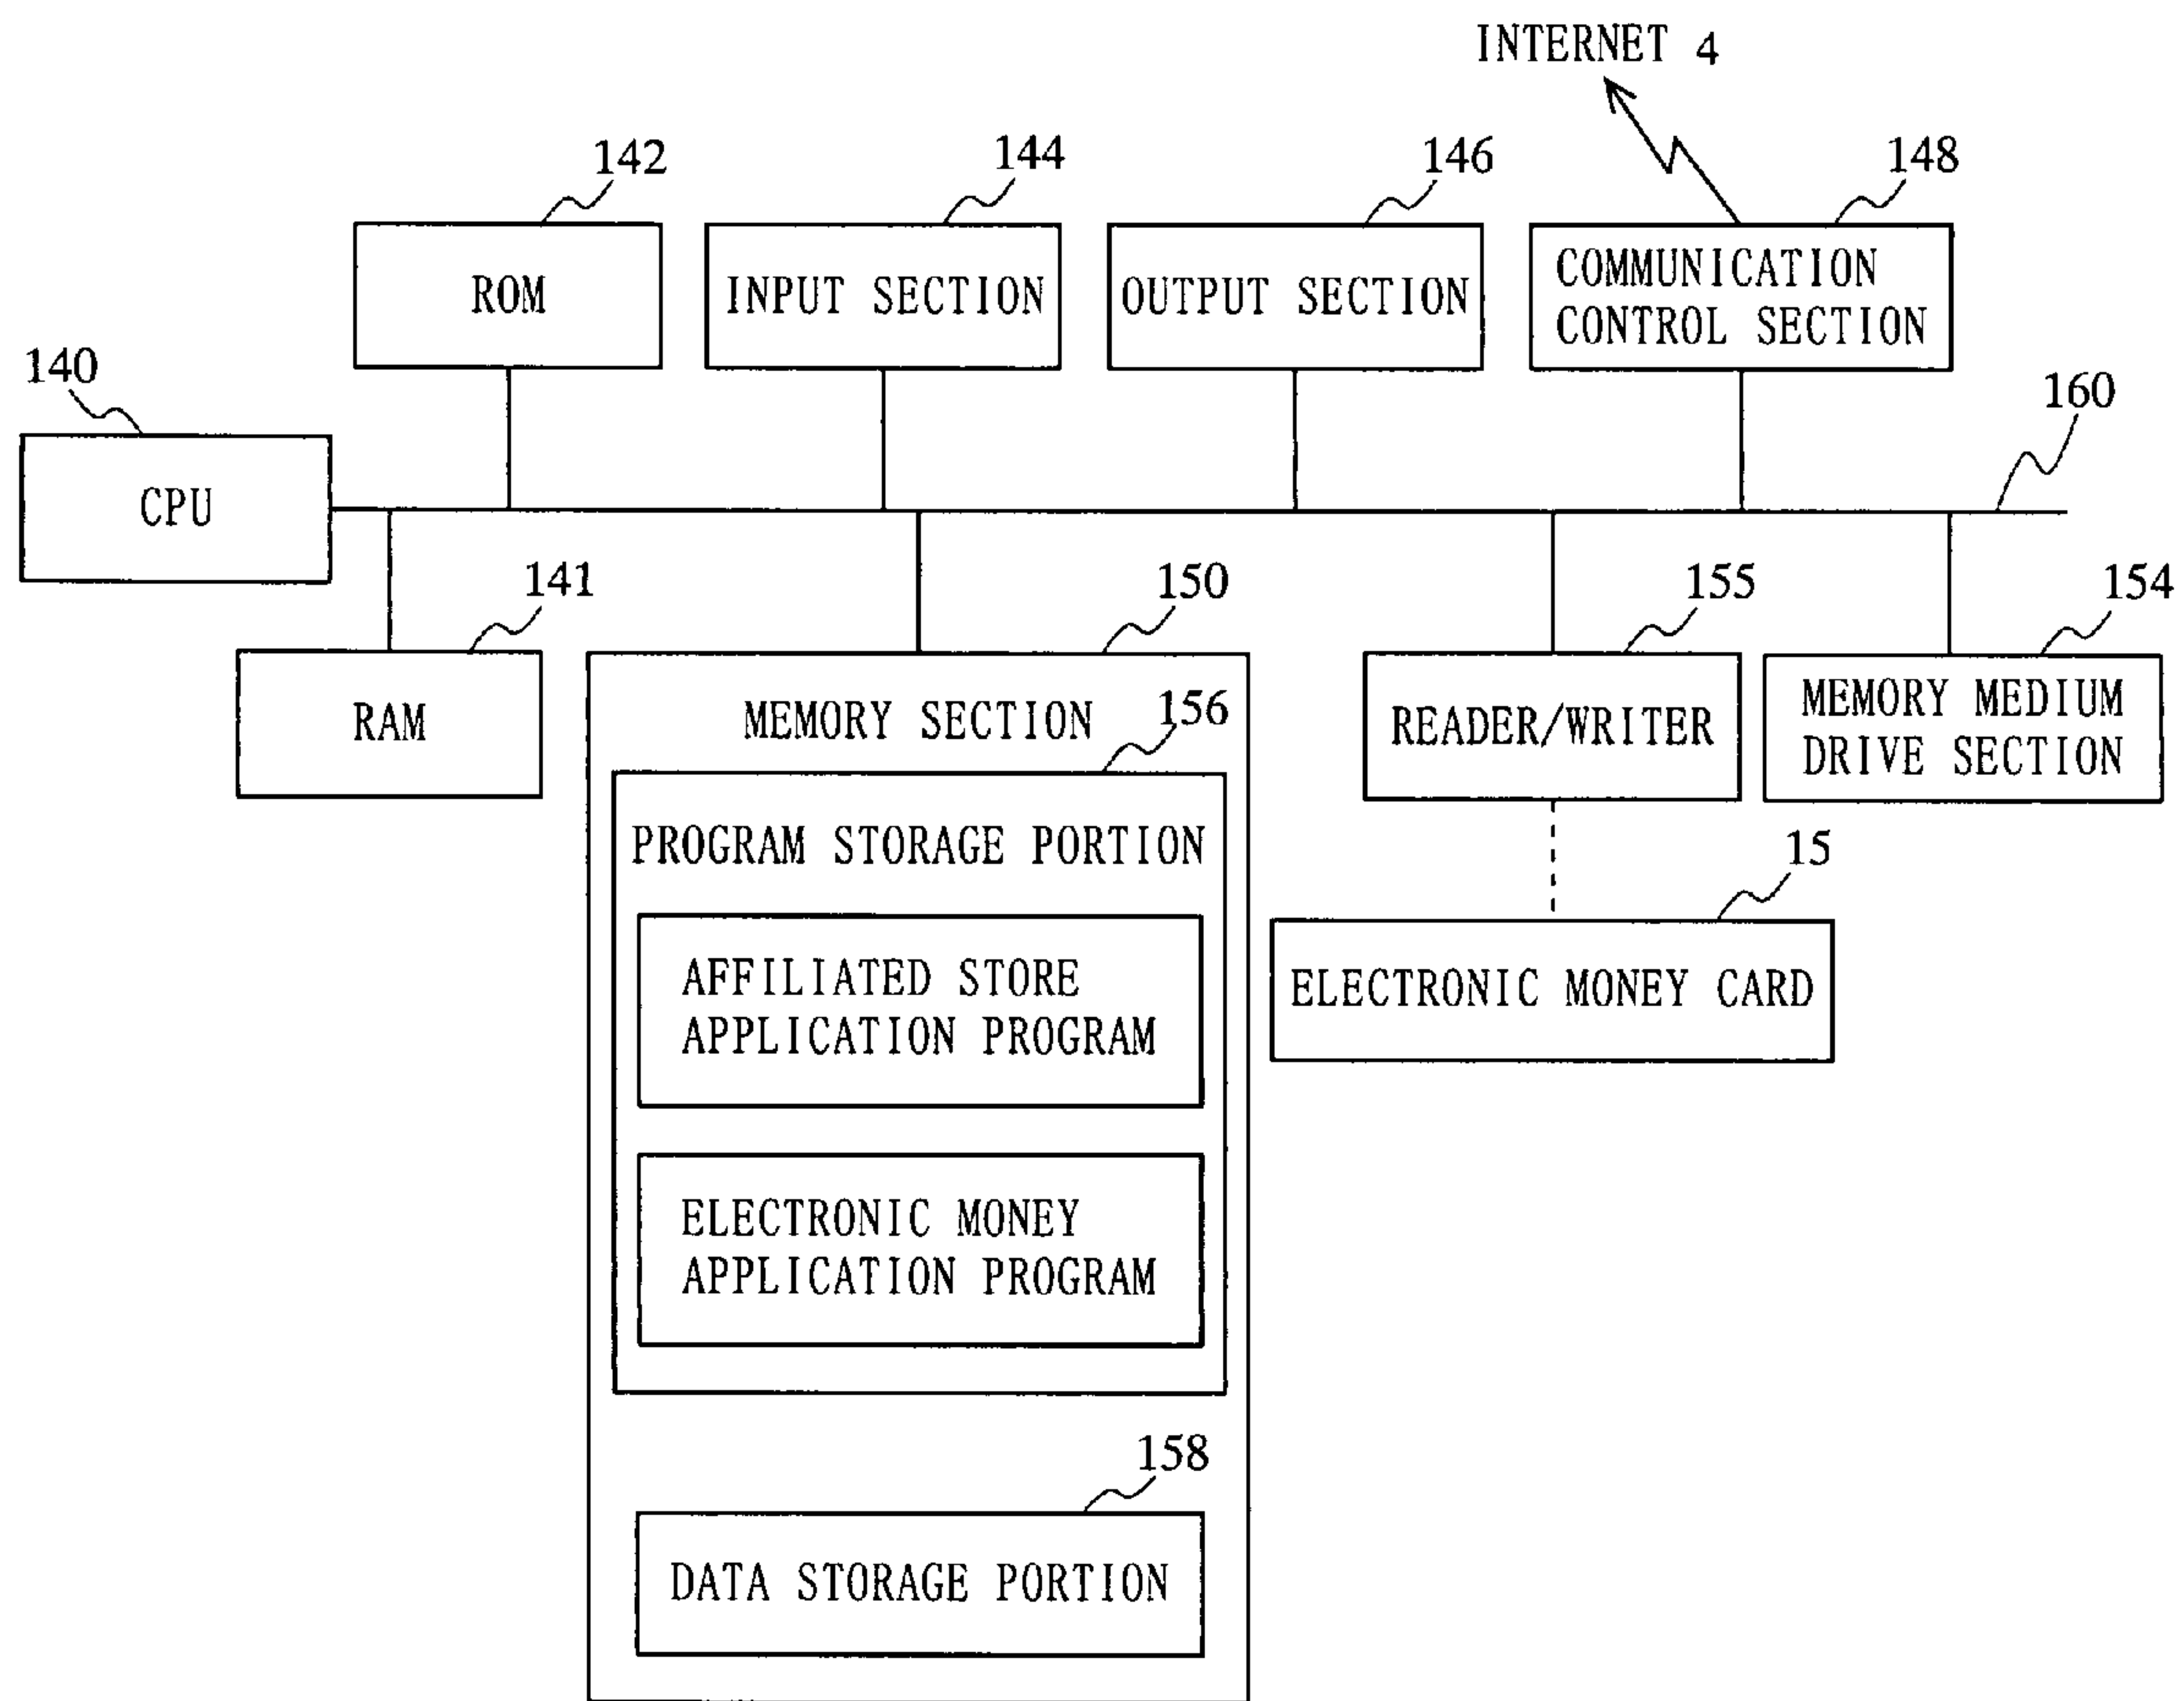 INTERNET 4
142
144
146
148
ROM
INPUT SECTION
OUTPUT SECTION
COMMUNICATION
CONTROL SECTION
140
160
CPU
141
150
155
154
RAM
MEMORY SECTION
156
READER/WRITER
MEMORY MEDIUM
DRIVE SECTION
PROGRAM STORAGE PORTION
15
AFFILIATED STORE
APPLICATION PROGRAM
ELECTRONIC MONEY CARD
ELECTRONIC MONEY
APPLICATION PROGRAM
158
DATA STORAGE PORTION